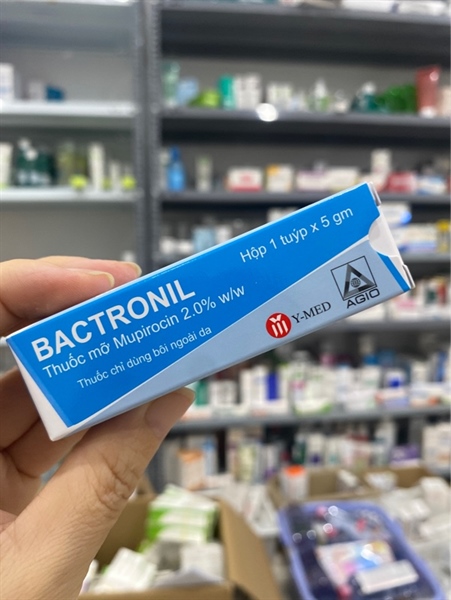 BACTRONIL
Thuốc mỡ Mupirocin 2.0% w/w
Thuốc chỉ dùng bôi ngoài da
Hộp 1 tuýp x 5 gm
Y-MED
AGIO